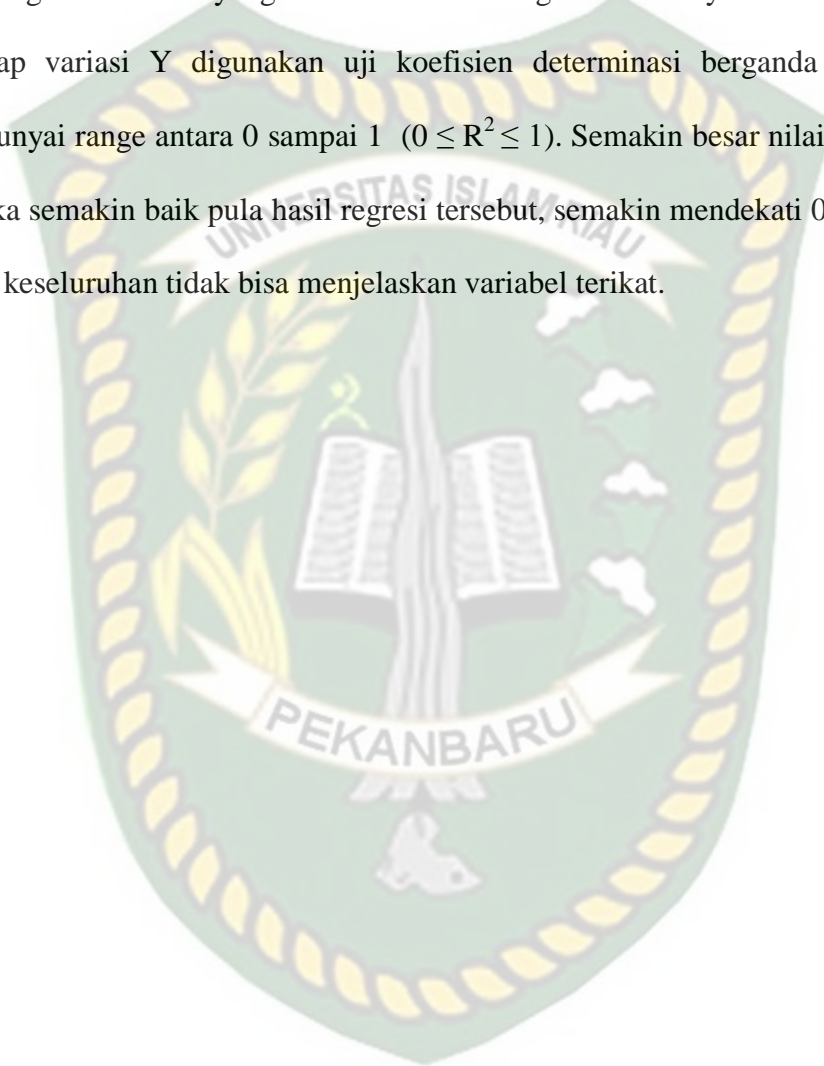 ap variasi Y digunakan uji koefisien determinasi berganda
unyai range antara 0 sampai 1 (0 ≤ R² ≤ 1). Semakin besar nilai
ka semakin baik pula hasil regresi tersebut, semakin mendekati 0
keseluruhan tidak bisa menjelaskan variabel terikat.
UNIVERSITAS ISLAM RIAU
PEKANBARU